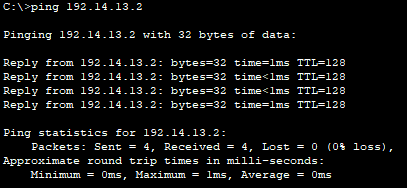 C:\>ping 192.14.13.2
Pinging 192.14.13.2 with 32 bytes of data:
Reply from 192.14.13.2: bytes=32 time=1ms TTL=128
Reply from 192.14.13.2: bytes=32 time<1ms TTL=128
Reply from 192.14.13.2: bytes=32 time<1ms TTL=128
Reply from 192.14.13.2: bytes=32 time=1ms TTL=128
Ping statistics for 192.14.13.2:
    Packets: Sent = 4, Received = 4, Lost = 0 (0% loss),
Approximate round trip times in milli-seconds:
    Minimum = 0ms, Maximum = 1ms, Average = 0ms